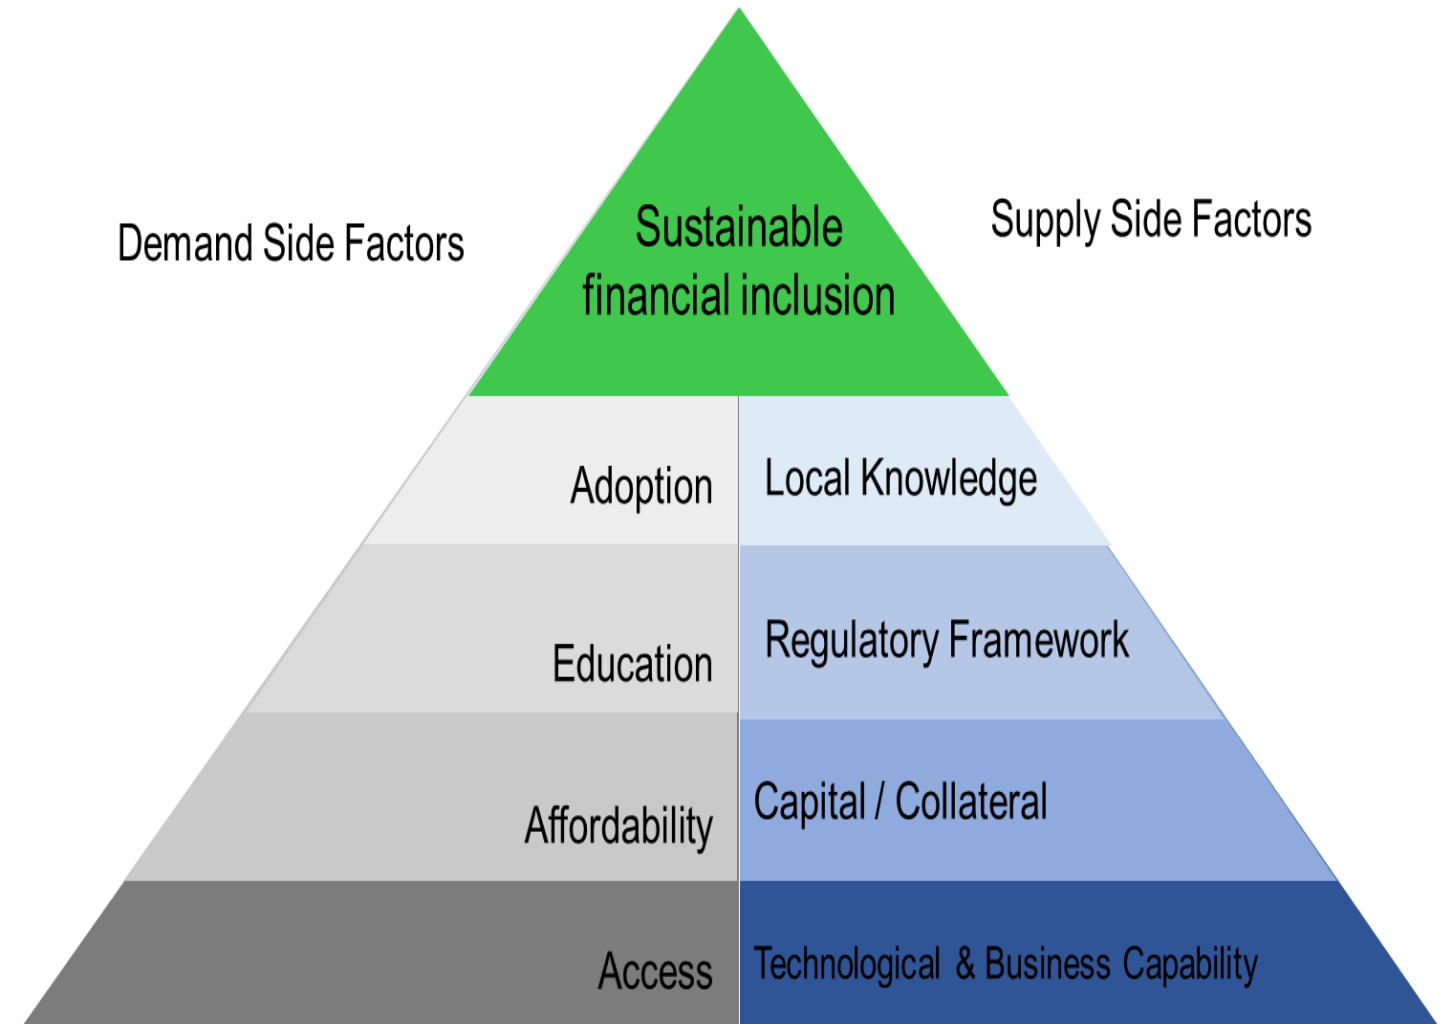 Demand Side Factors
Supply Side Factors
Sustainable
financial inclusion
Adoption
Local Knowledge
Education
Regulatory Framework
Affordability
Capital / Collateral
Access
Technological & Business Capability